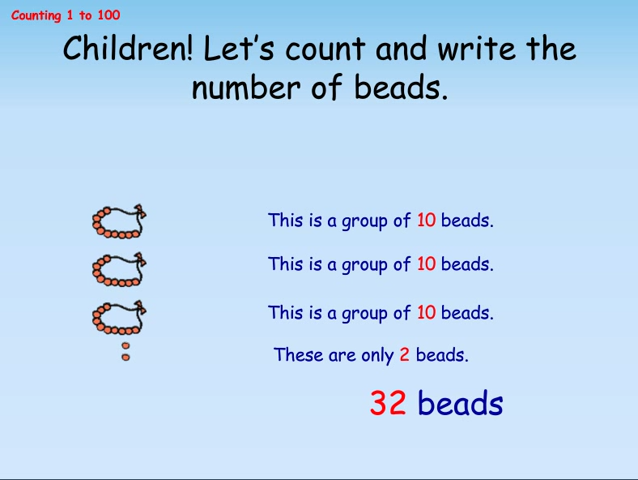 Counting 1 to 100
Children! Let's count and write the
number of beads.
This is a group of 10 beads.
This is a group of 10 beads.
This is a group of 10 beads.
These are only 2 beads.
32 beads